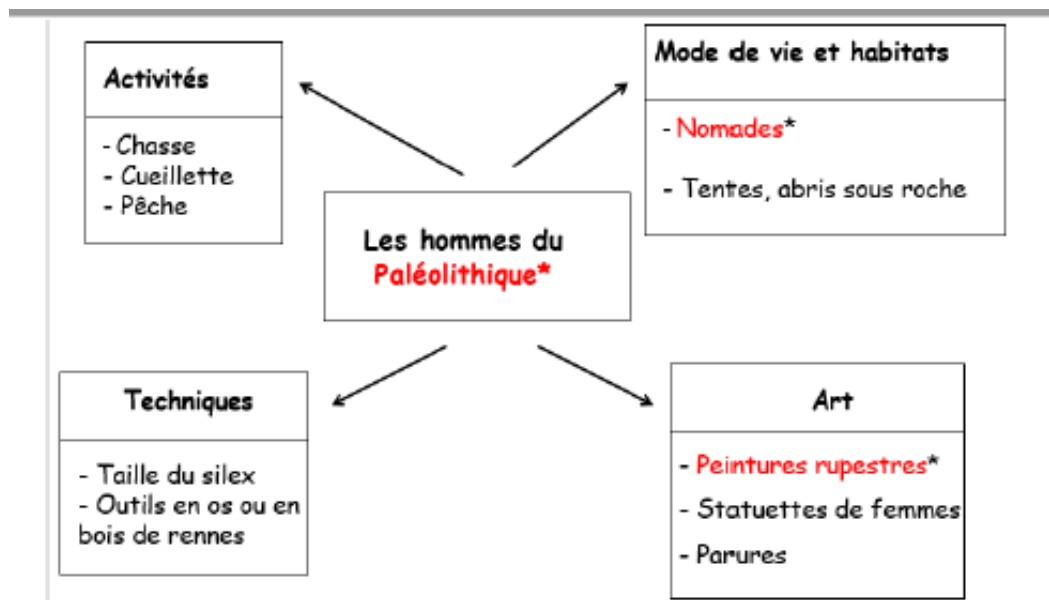 Activités
- Chasse
- Cueillette
- Pêche
Mode de vie et habitats
- Nomades*
- Tentes, abris sous roche
Les hommes du
Paléolithique*
Techniques
- Taille du silex
- Outils en os ou en
bois de rennes
Art
- Peintures rupestres*
- Statuettes de femmes
- Parures